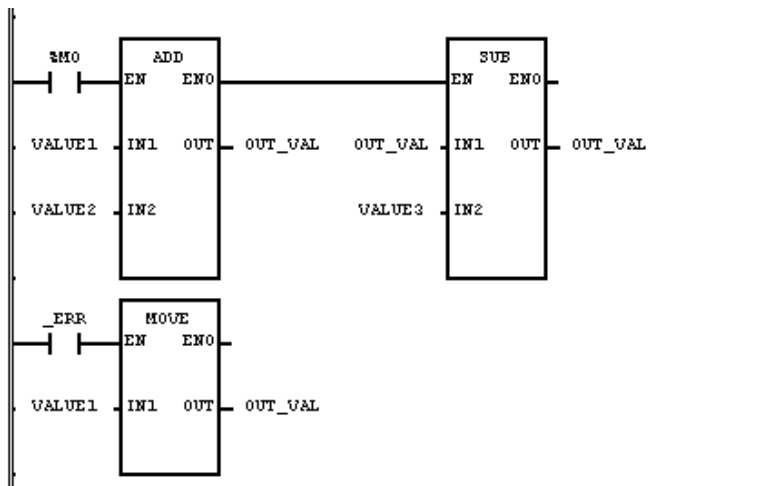 %M0 ADD SUB
EN ENO EN ENO
VALUE1 IN1 OUT OUT_VAL OUT_VAL IN1 OUT OUT_VAL
VALUE2 IN2 VALUE3 IN2
_ERR MOVE
EN ENO
VALUE1 IN1 OUT OUT_VAL